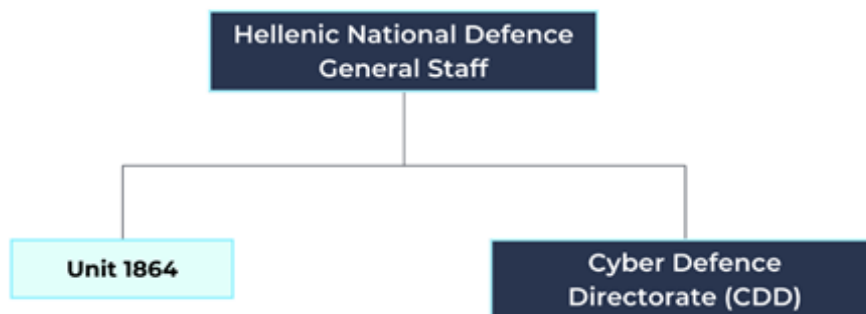 Hellenic National Defence
General Staff
Unit 1864
Cyber Defence
Directorate (CDD)